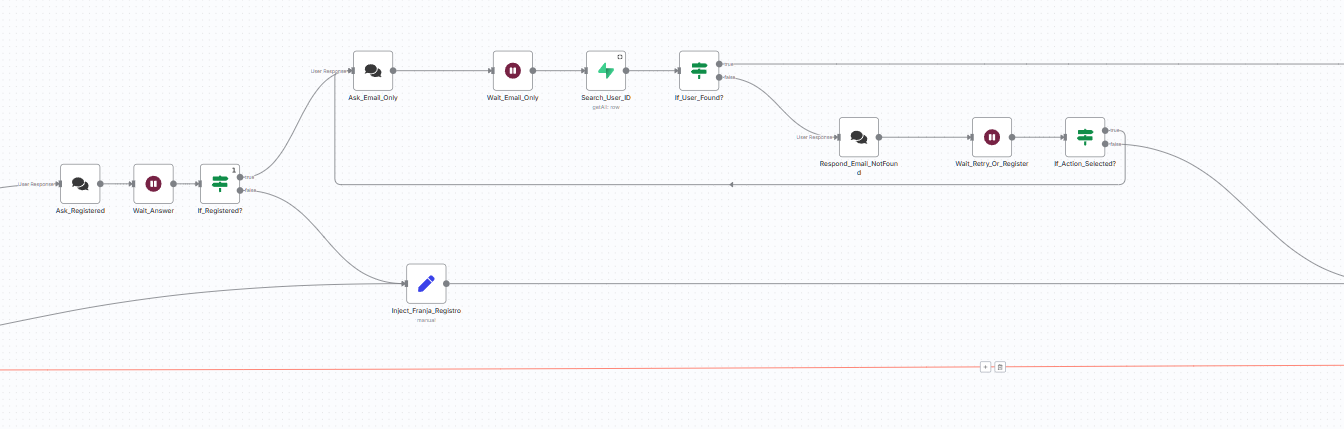 User Response
Ask_Email_Only
Wait_Email_Only
Search_User_ID
getAll: row
true
false
If_User_Found?
User Response
Respond_Email_NotFoun
d
Wait_Retry_Or_Register
true
false
If_Action_Selected?
User Response
Ask_Registered
Wait_Answer
1
true
false
If_Registered?
Inject_Franja_Registro
manual
+